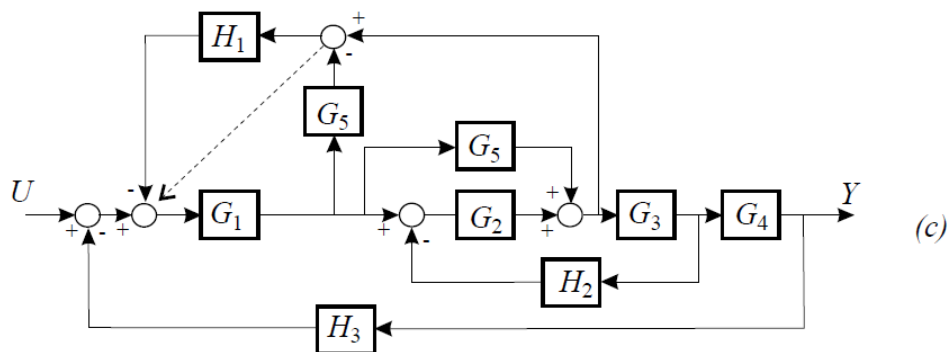 +
H₁
-
G₅
G₅
U
-
+
G₁
+
G₂
+
G₃
G₄
Y
+
-
+
-
+
(c)
H₂
H₃